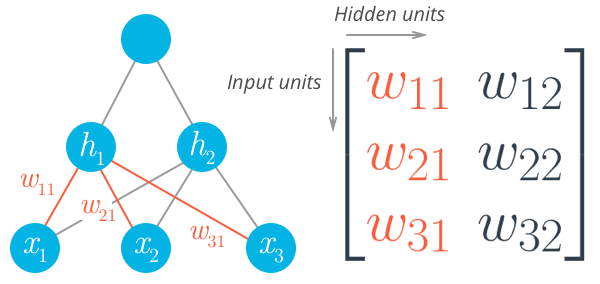 Hidden units
Input units
w₁₁ w₁₂
w₂₁ w₂₂
w₃₁ w₃₂
h₁ h₂
w₁₁
w₂₁
w₃₁
x₁ x₂ x₃